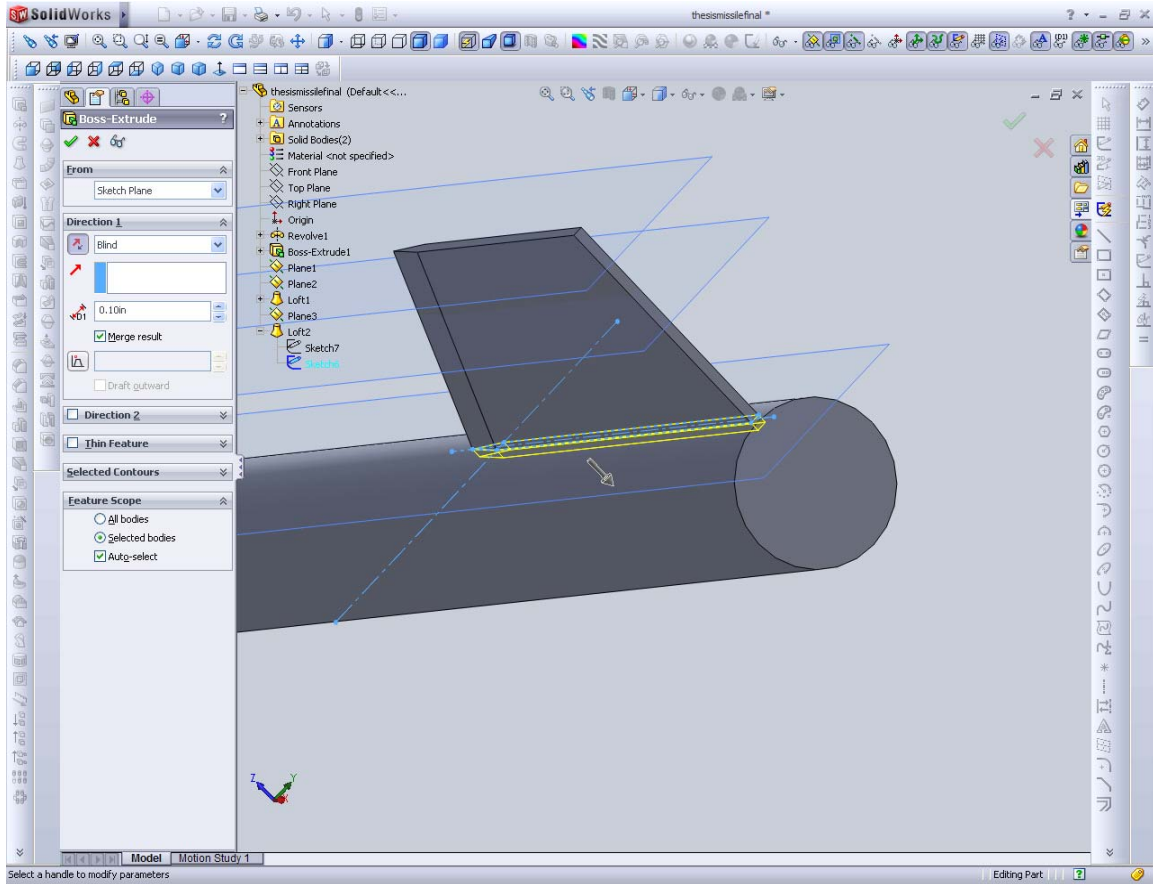 SolidWorks
thesismissilefinal *
Boss-Extrude
?
From
Sketch Plane
Direction 1
Blind
D1
0.10in
Merge result
Draft outward
Direction 2
Thin Feature
Selected Contours
Feature Scope
All bodies
Selected bodies
Auto-select
thesismissilefinal (Default<<...
Sensors
Annotations
Solid Bodies(2)
Material <not specified>
Front Plane
Top Plane
Right Plane
Origin
Revolve1
Boss-Extrude1
Plane1
Plane2
Loft1
Plane3
Loft2
Sketch7
Sketch6
Z
Y
X
Model
Motion Study 1
Select a handle to modify parameters
Editing Part
?